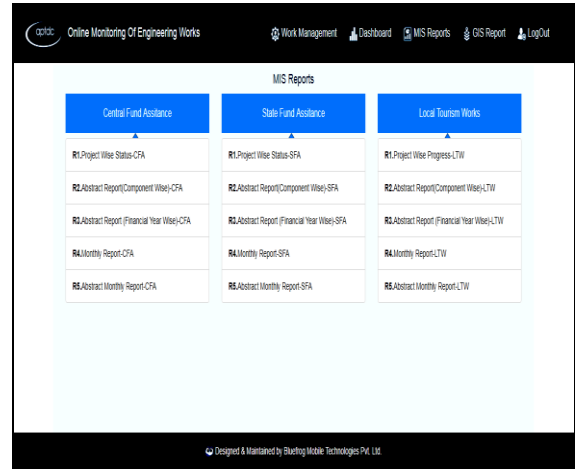 aptdc Online Monitoring Of Engineering Works Work Management Dashboard MIS Reports GIS Report LogOut
MIS Reports
Central Fund Assitance
R1.Project Wise Status-CFA
R2.Abstract Report(Component Wise)-CFA
R3.Abstract Report (Financial Year Wise)-CFA
R4.Monthly Report-CFA
R5.Abstract Monthly Report-CFA
State Fund Assitance
R1.Project Wise Status-SFA
R2.Abstract Report(Component Wise)-SFA
R3.Abstract Report (Financial Year Wise)-SFA
R4.Monthly Report-SFA
R5.Abstract Monthly Report-SFA
Local Tourism Works
R1.Project Wise Progress-LTW
R2.Abstract Report(Component Wise)-LTW
R3.Abstract Report (Financial Year Wise)-LTW
R4.Monthly Report-LTW
R5.Abstract Monthly Report-LTW
Designed & Maintained by Bluefrog Mobile Technologies Pvt. Ltd.